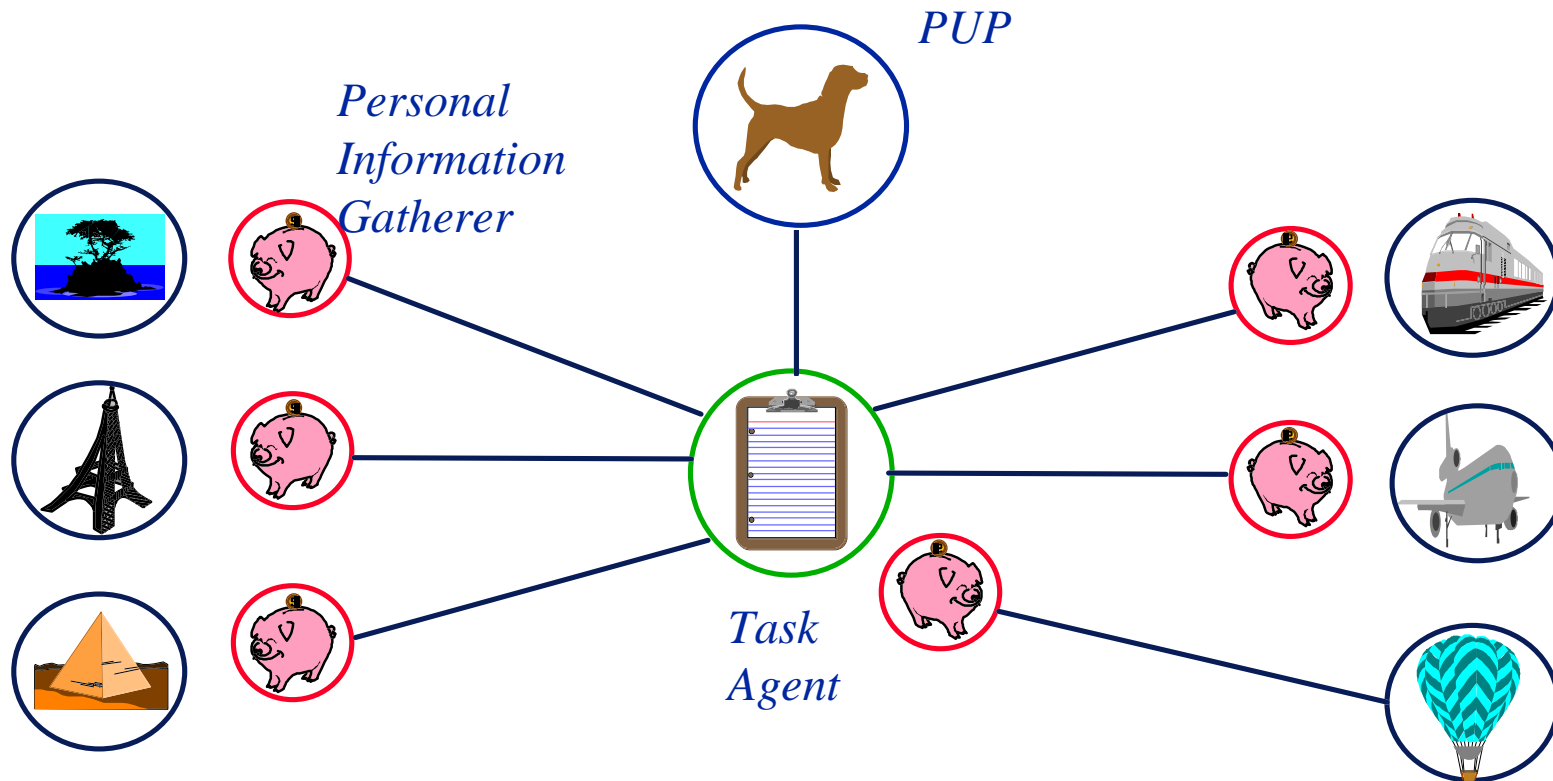 PUP
Personal
Information
Gatherer
Task
Agent